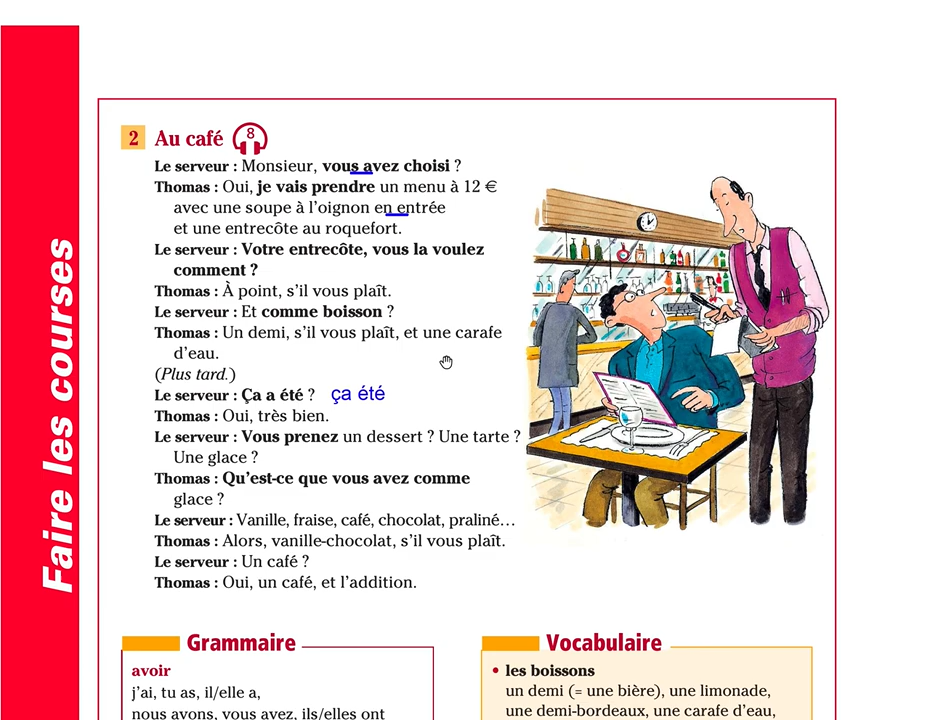 Faire les courses
2 Au café 8
Le serveur : Monsieur, vous avez choisi ?
Thomas : Oui, je vais prendre un menu à 12 €
avec une soupe à l'oignon en entrée
et une entrecôte au roquefort.
Le serveur : Votre entrecôte, vous la voulez
comment ?
Thomas : À point, s'il vous plaît.
Le serveur : Et comme boisson ?
Thomas : Un demi, s'il vous plaît, et une carafe
d'eau.
(Plus tard.)
Le serveur : Ça a été ? ça été
Thomas : Oui, très bien.
Le serveur : Vous prenez un dessert ? Une tarte ?
Une glace ?
Thomas : Qu'est-ce que vous avez comme
glace ?
Le serveur : Vanille, fraise, café, chocolat, praliné…
Thomas : Alors, vanille-chocolat, s'il vous plaît.
Le serveur : Un café ?
Thomas : Oui, un café, et l'addition.
Grammaire
avoir
j'ai, tu as, il/elle a,
nous avons, vous avez, ils/elles ont
Vocabulaire
• les boissons
un demi (= une bière), une limonade,
une demi-bordeaux, une carafe d'eau,